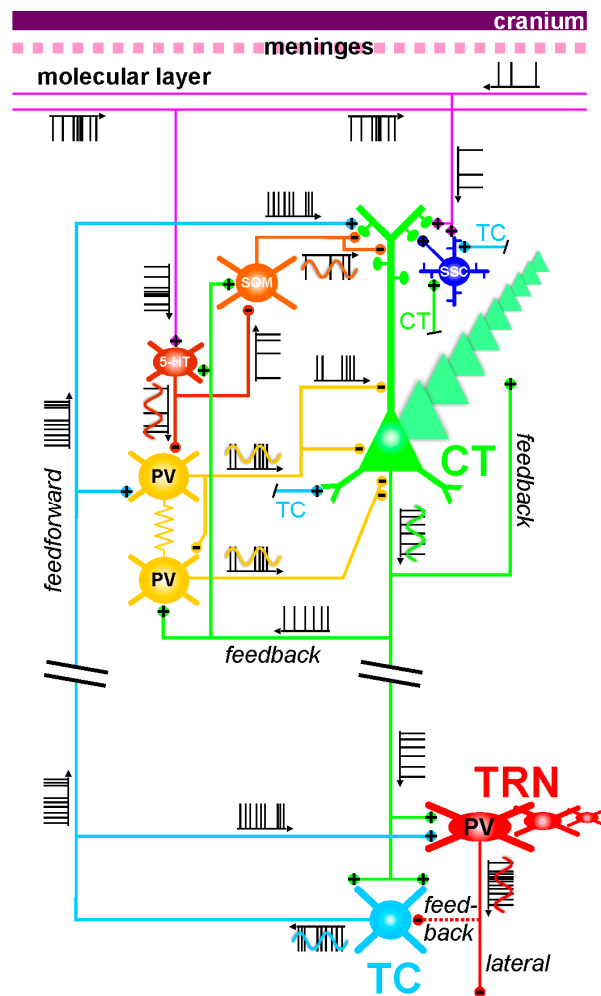 cranium
meninges
molecular layer
TC
SOM
SSC
CT
5-HT
feedforward
PV
CT
feedback
TC
PV
feedback
TRN
PV
feed-
back
TC
lateral